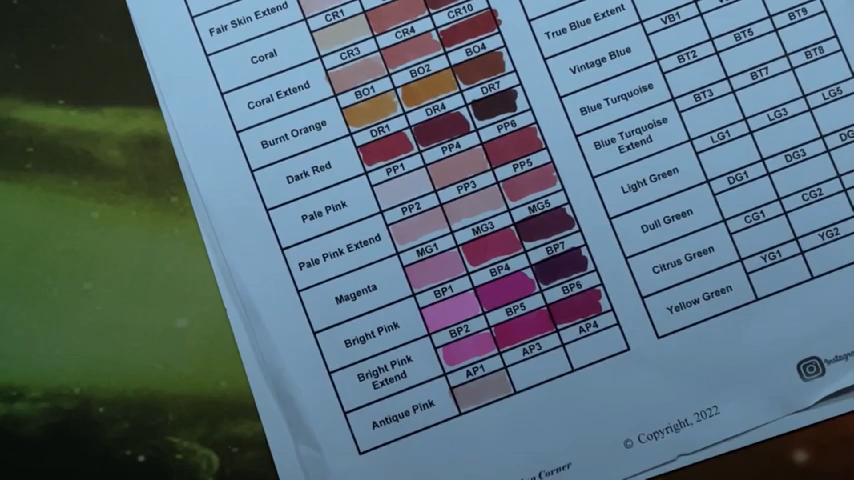 Fair Skin Extend
CR1
CR10
Coral
CR3
CR4
Coral Extend
BO1
BO2
BO4
Burnt Orange
DR1
DR4
DR7
Dark Red
PP1
PP4
PP6
Pale Pink
PP2
PP3
PP5
Pale Pink Extend
MG1
MG3
MG5
Magenta
BP1
BP4
BP7
Bright Pink
BP2
BP5
BP6
Bright Pink
Extend
AP1
AP3
AP4
Antique Pink
True Blue Extent
VB1
Vintage Blue
BT2
BT5
BT9
Blue Turquoise
BT3
BT7
BT8
Blue Turquoise
Extend
LG1
LG3
LG5
Light Green
DG1
DG3
Dull Green
CG1
CG2
Citrus Green
YG1
YG2
Yellow Green
© Copyright, 2022
Corner